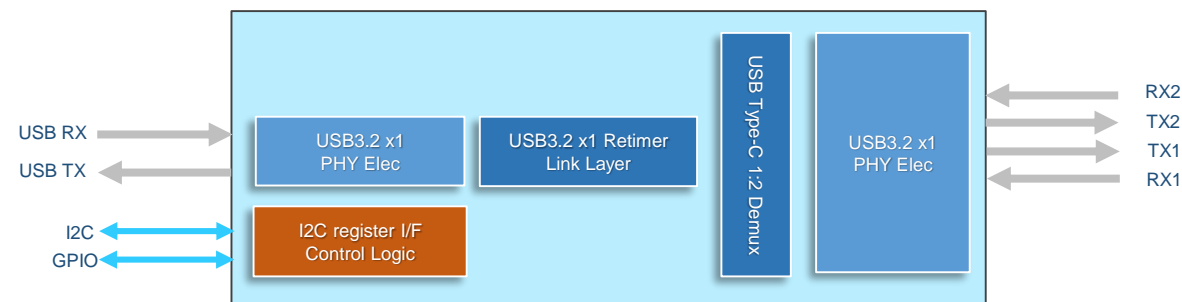 USB RX
USB TX
I2C
GPIO
USB3.2 x1
PHY Elec
USB3.2 x1 Retimer
Link Layer
I2C register I/F
Control Logic
USB Type-C 1:2 Demux
USB3.2 x1
PHY Elec
RX2
TX2
TX1
RX1